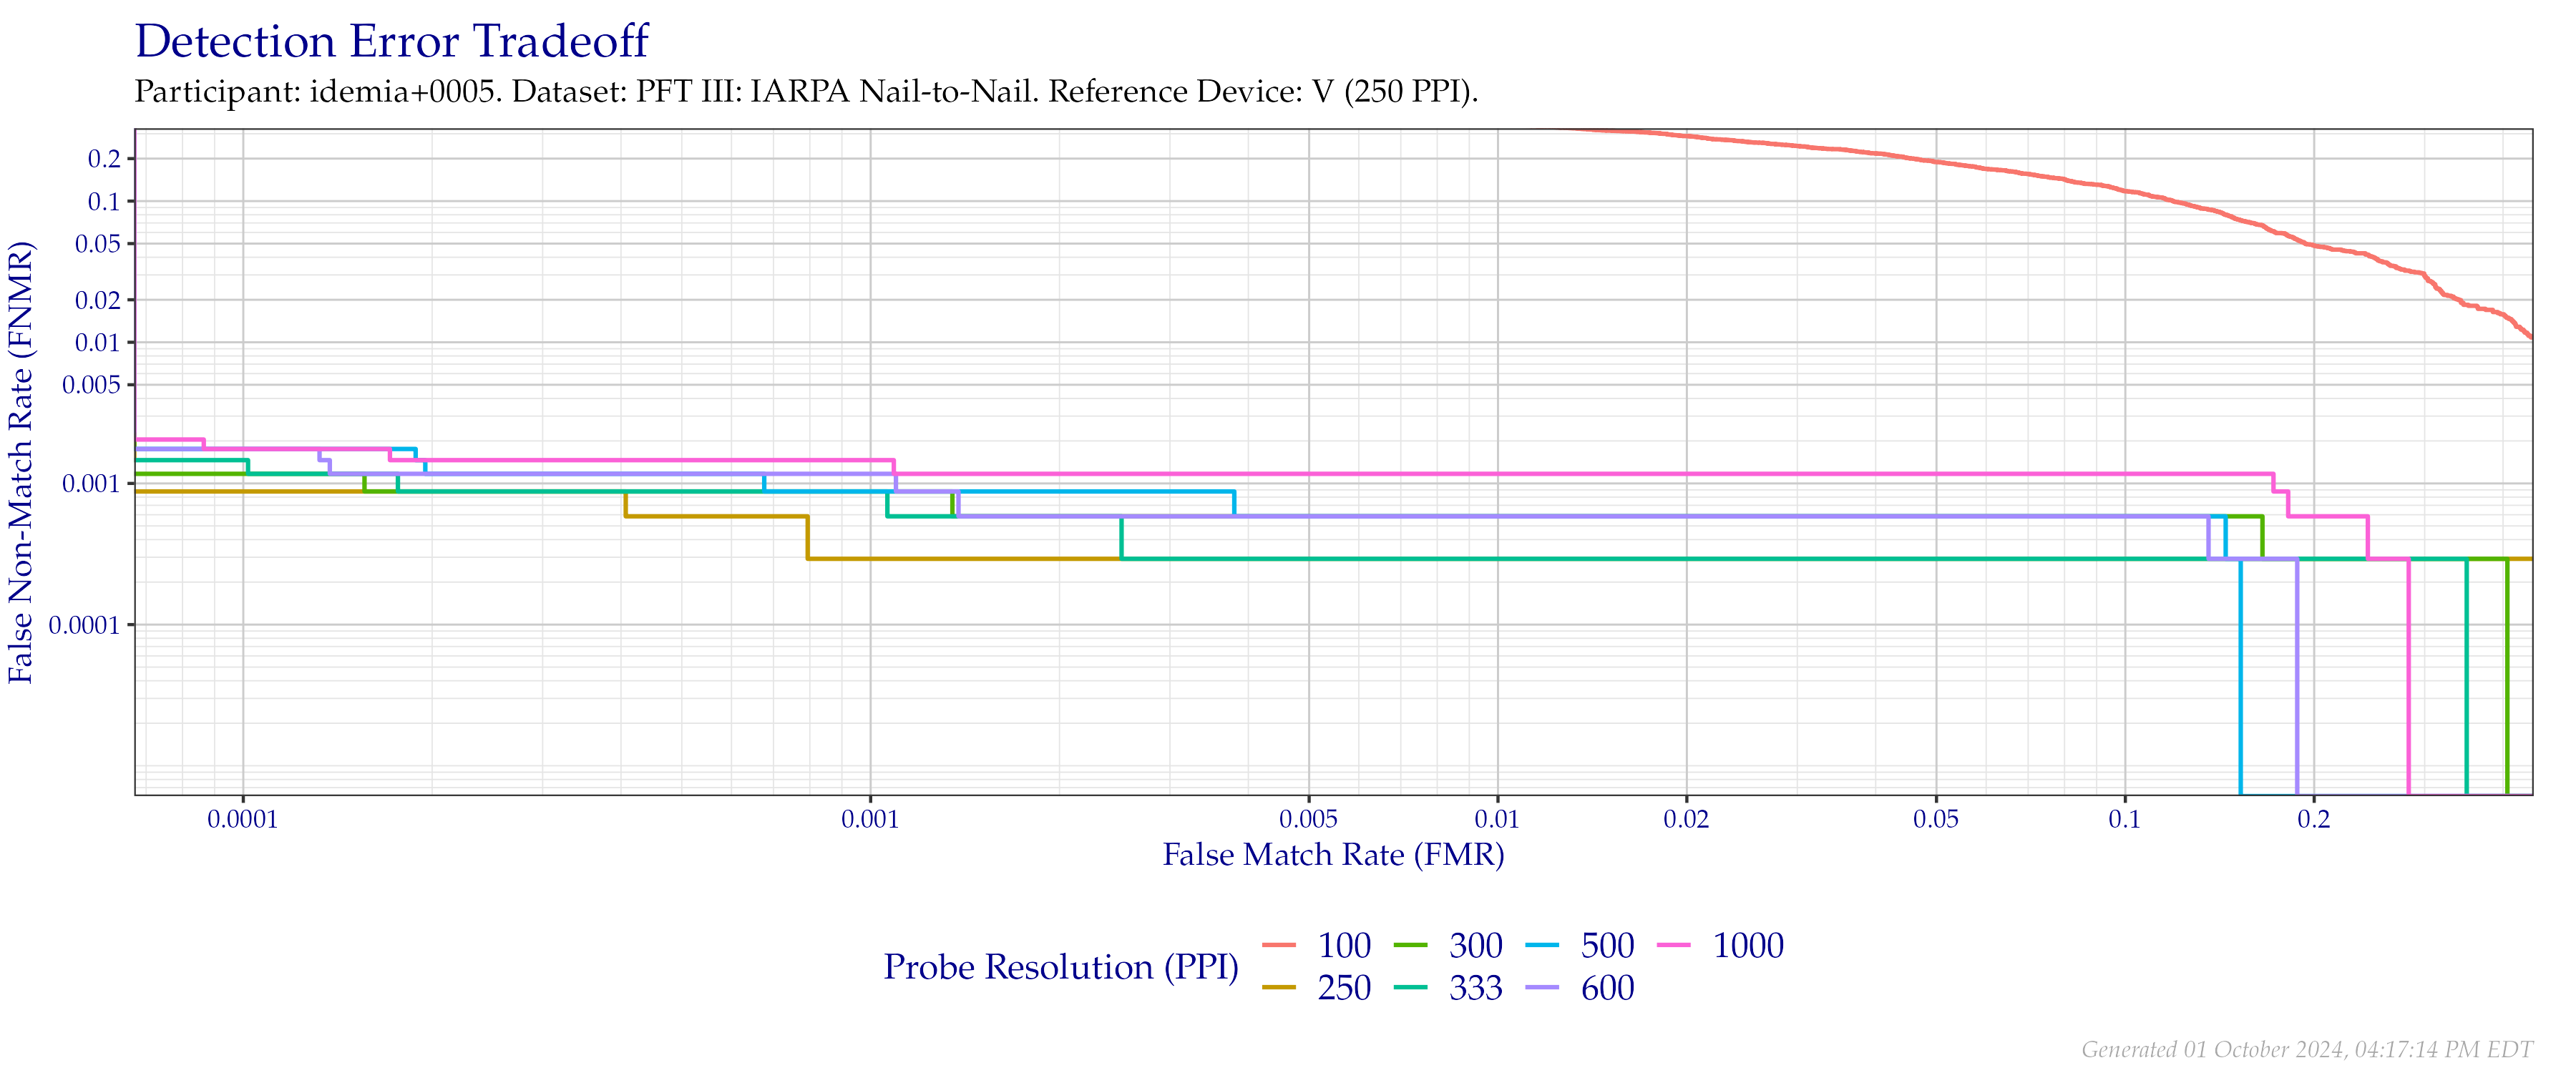 Detection Error Tradeoff
Participant: idemia+0005. Dataset: PFT III: IARPA Nail-to-Nail. Reference Device: V (250 PPI).
False Non-Match Rate (FNMR)
0.2
0.1
0.05
0.02
0.01
0.005
0.001
0.0001
0.0001 0.001 0.005 0.01 0.02 0.05 0.1 0.2
False Match Rate (FMR)
Probe Resolution (PPI)
100 300 500 1000
250 333 600
Generated 01 October 2024, 04:17:14 PM EDT